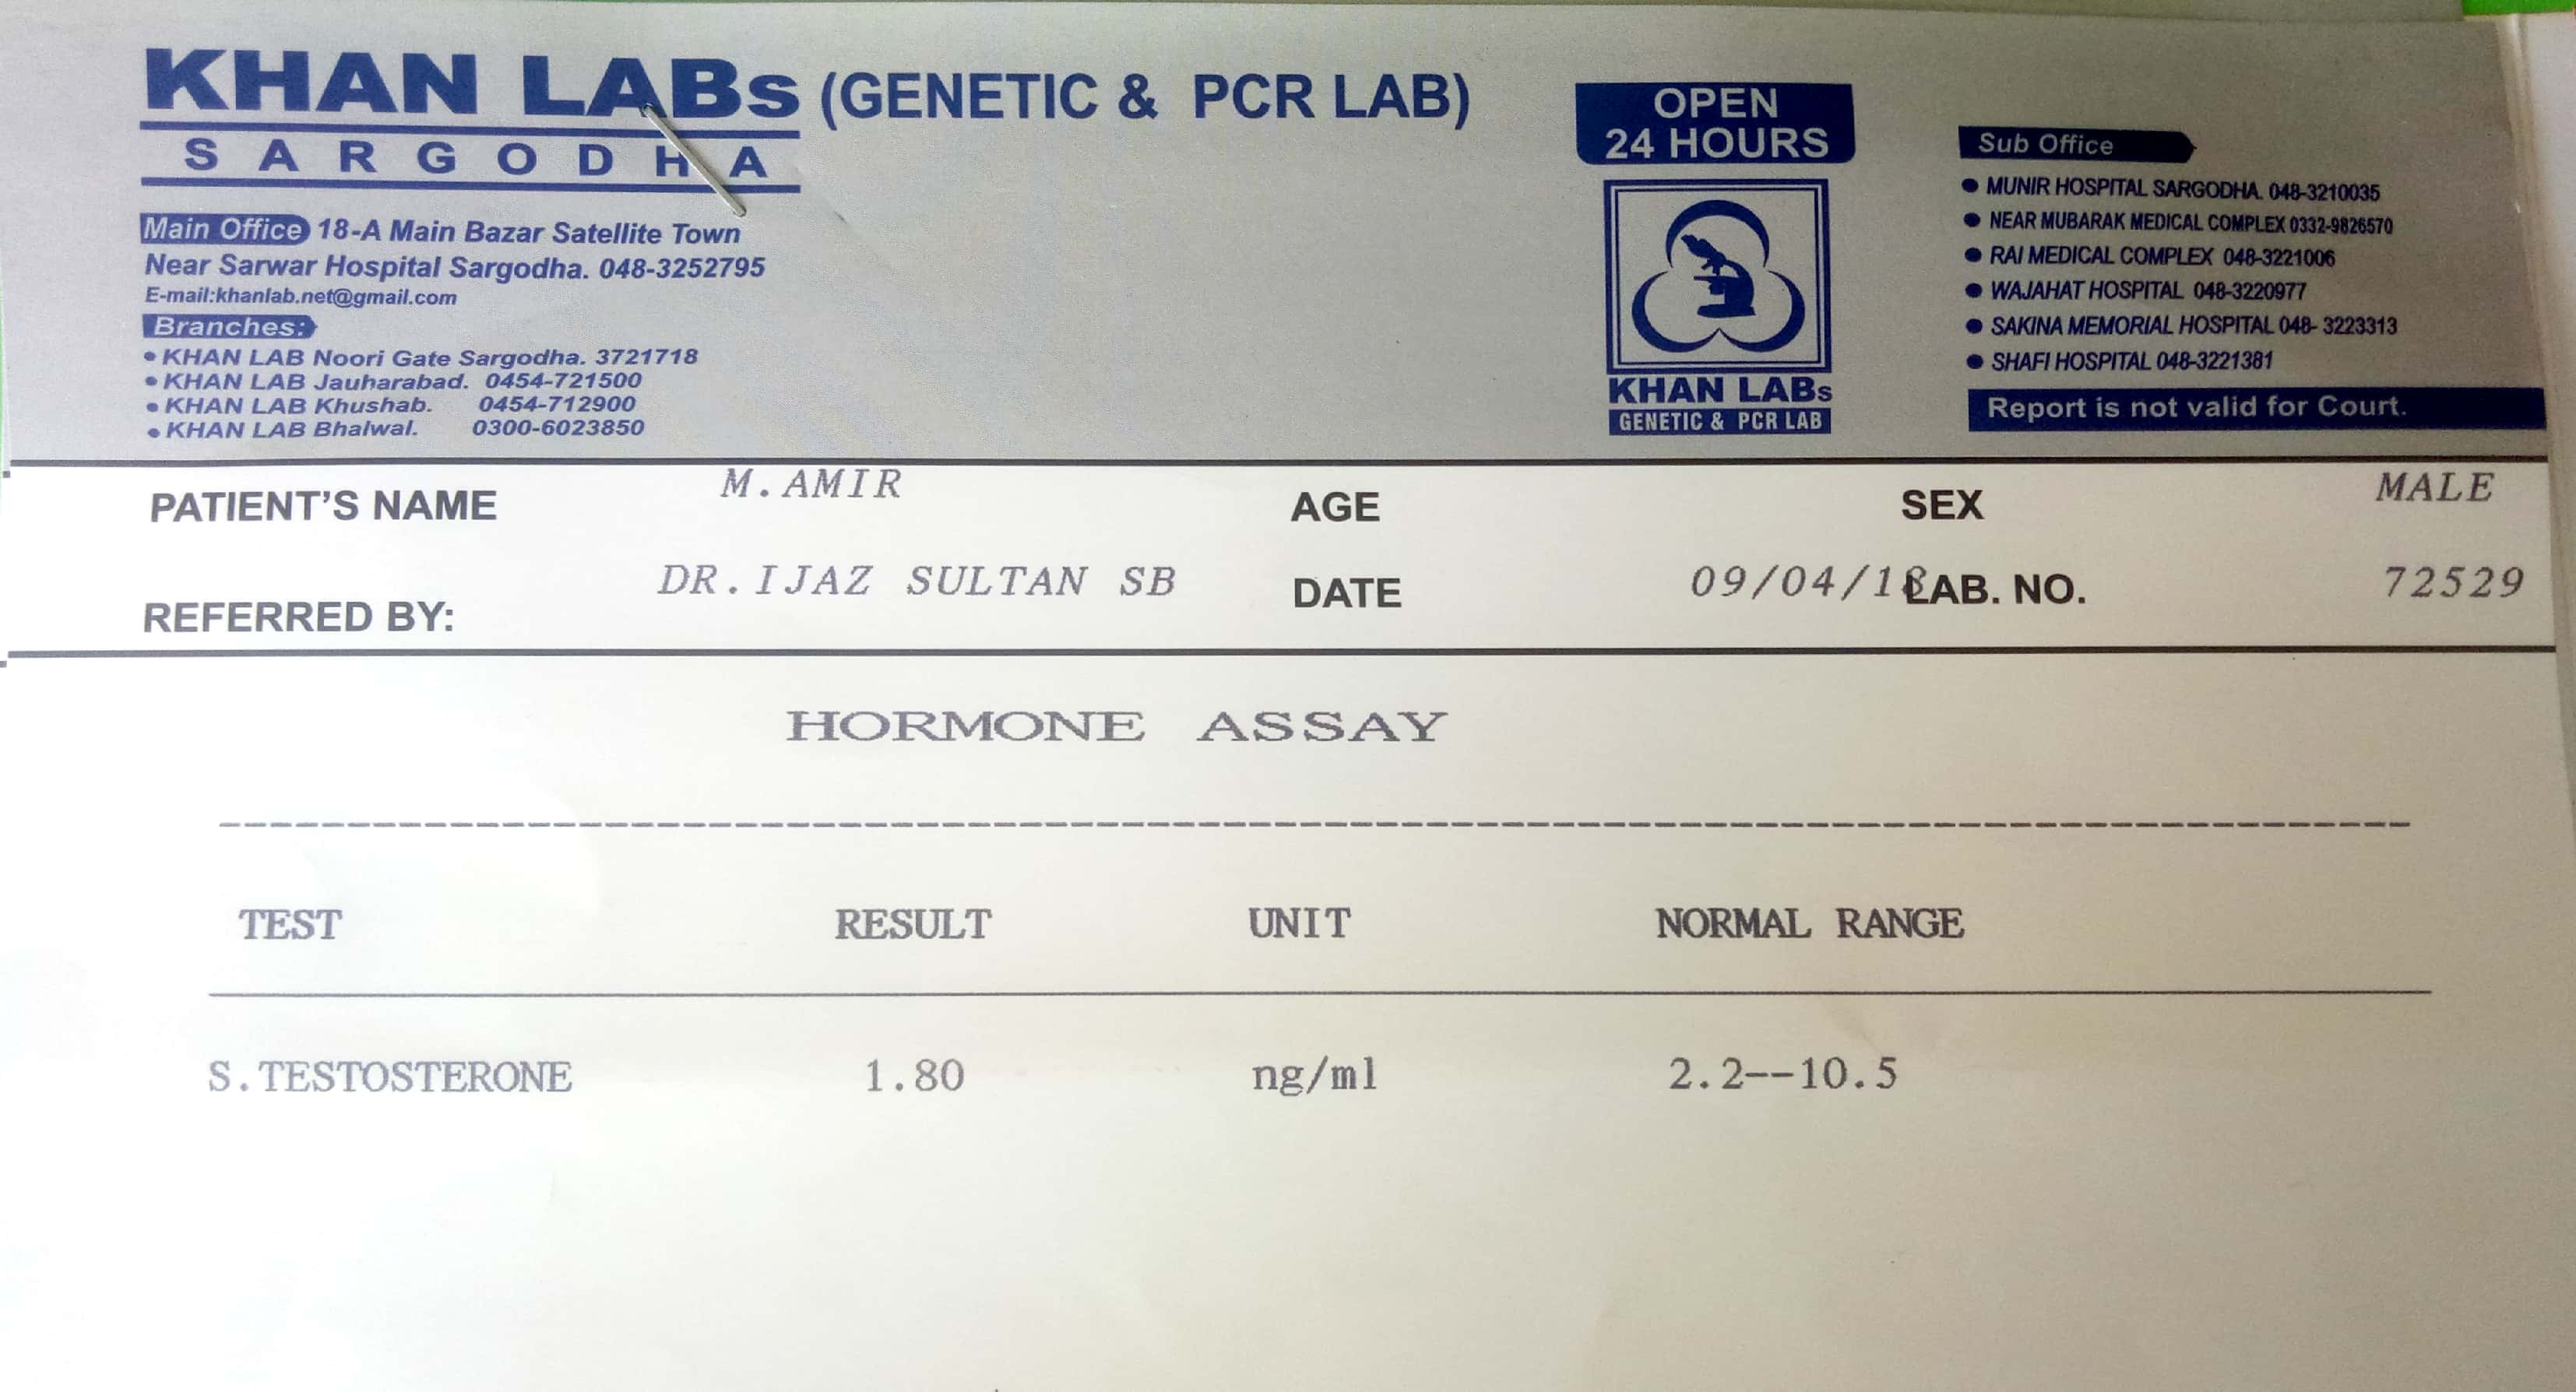 KHAN LABs (GENETIC & PCR LAB)
SARGODHA
Main Office 18-A Main Bazar Satellite Town
Near Sarwar Hospital Sargodha. 048-3252795
E-mail:khanlab.net@gmail.com
Branches:
• KHAN LAB Noori Gate Sargodha. 3721718
• KHAN LAB Jauharabad. 0454-721500
• KHAN LAB Khushab. 0454-712900
• KHAN LAB Bhalwal. 0300-6023850
OPEN
24 HOURS
KHAN LABs
GENETIC & PCR LAB
Sub Office
• MUNIR HOSPITAL SARGODHA. 048-3210035
• NEAR MUBARAK MEDICAL COMPLEX 0332-9826570
• RAI MEDICAL COMPLEX 048-3221006
• WAJAHAT HOSPITAL 048-3220977
• SAKINA MEMORIAL HOSPITAL 048- 3223313
• SHAFI HOSPITAL 048-3221381
Report is not valid for Court.
PATIENT'S NAME M.AMIR AGE SEX MALE
REFERRED BY: DR.IJAZ SULTAN SB DATE 09/04/18 LAB. NO. 72529
HORMONE ASSAY
TEST RESULT UNIT NORMAL RANGE
S.TESTOSTERONE 1.80 ng/ml 2.2--10.5